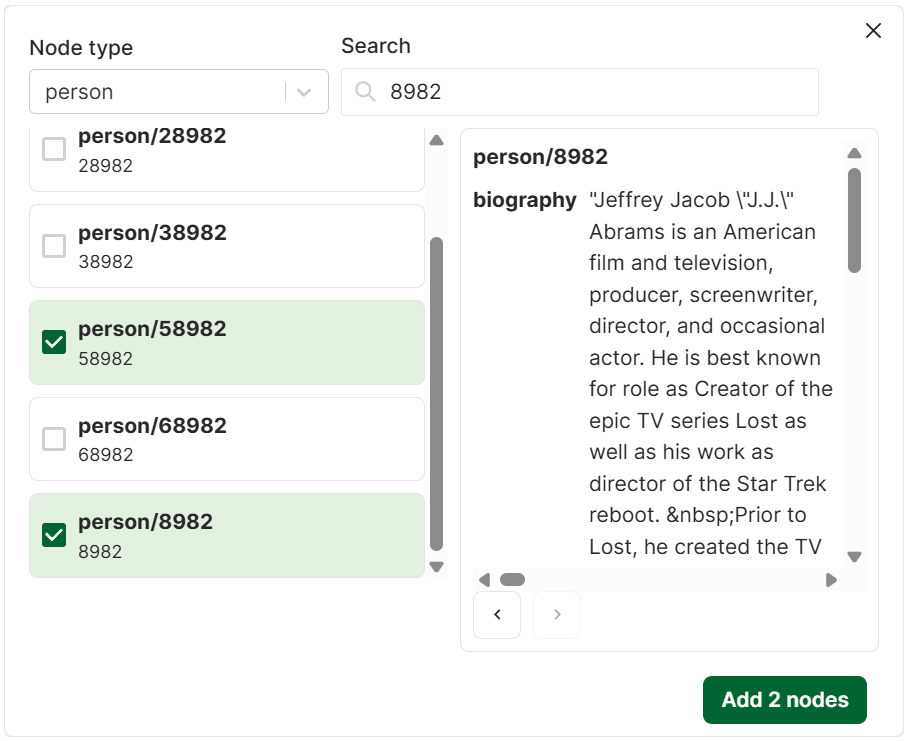 Node type
person
Search
8982
person/28982
28982
person/38982
38982
person/58982
58982
person/68982
68982
person/8982
8982
person/8982
biography "Jeffrey Jacob \"J.J.\"
Abrams is an American
film and television,
producer, screenwriter,
director, and occasional
actor. He is best known
for role as Creator of the
epic TV series Lost as
well as his work as
director of the Star Trek
reboot. &nbsp;Prior to
Lost, he created the TV
Add 2 nodes